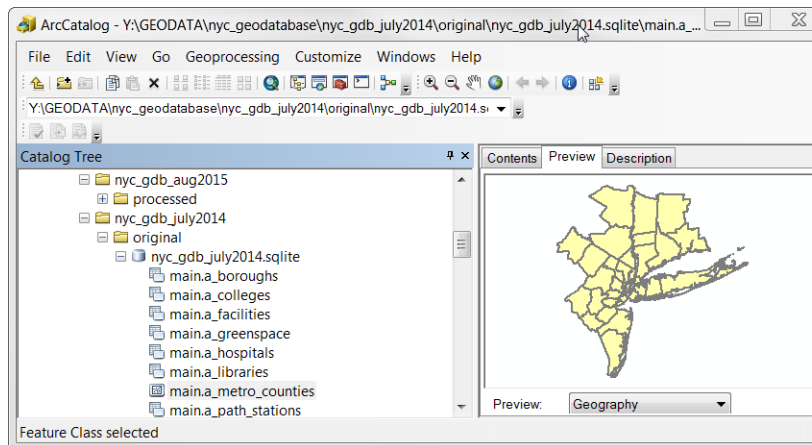 ArcCatalog - Y:\GEODATA\nyc_geodatabase\nyc_gdb_july2014\original\nyc_gdb_july2014.sqlite\main.a_...
File Edit View Go Geoprocessing Customize Windows Help
Y:\GEODATA\nyc_geodatabase\nyc_gdb_july2014\original\nyc_gdb_july2014.s
Catalog Tree
Contents Preview Description
nyc_gdb_aug2015
processed
nyc_gdb_july2014
original
nyc_gdb_july2014.sqlite
main.a_boroughs
main.a_colleges
main.a_facilities
main.a_greenspace
main.a_hospitals
main.a_libraries
main.a_metro_counties
main.a_path_stations
Preview: Geography
Feature Class selected